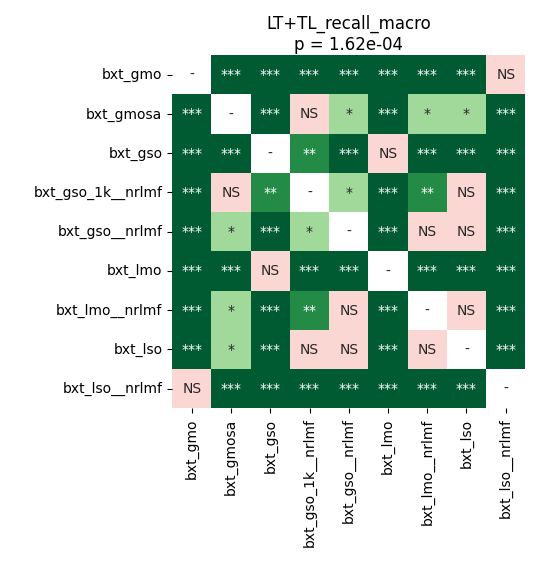 LT+TL_recall_macro
p = 1.62e-04
bxt_gmo - *** *** *** *** *** *** *** NS
bxt_gmosa *** - *** NS * *** * * ***
bxt_gso *** *** - ** *** NS *** *** ***
bxt_gso_1k__nrlmf *** NS ** - * *** ** NS ***
bxt_gso__nrlmf *** * *** * - *** NS NS ***
bxt_lmo *** *** NS *** *** - *** *** ***
bxt_lmo__nrlmf *** * *** ** NS *** - NS ***
bxt_lso *** * *** NS NS *** NS - ***
bxt_lso__nrlmf NS *** *** *** *** *** *** *** -
bxt_gmo
bxt_gmosa
bxt_gso
bxt_gso_1k__nrlmf
bxt_gso__nrlmf
bxt_lmo
bxt_lmo__nrlmf
bxt_lso
bxt_lso__nrlmf